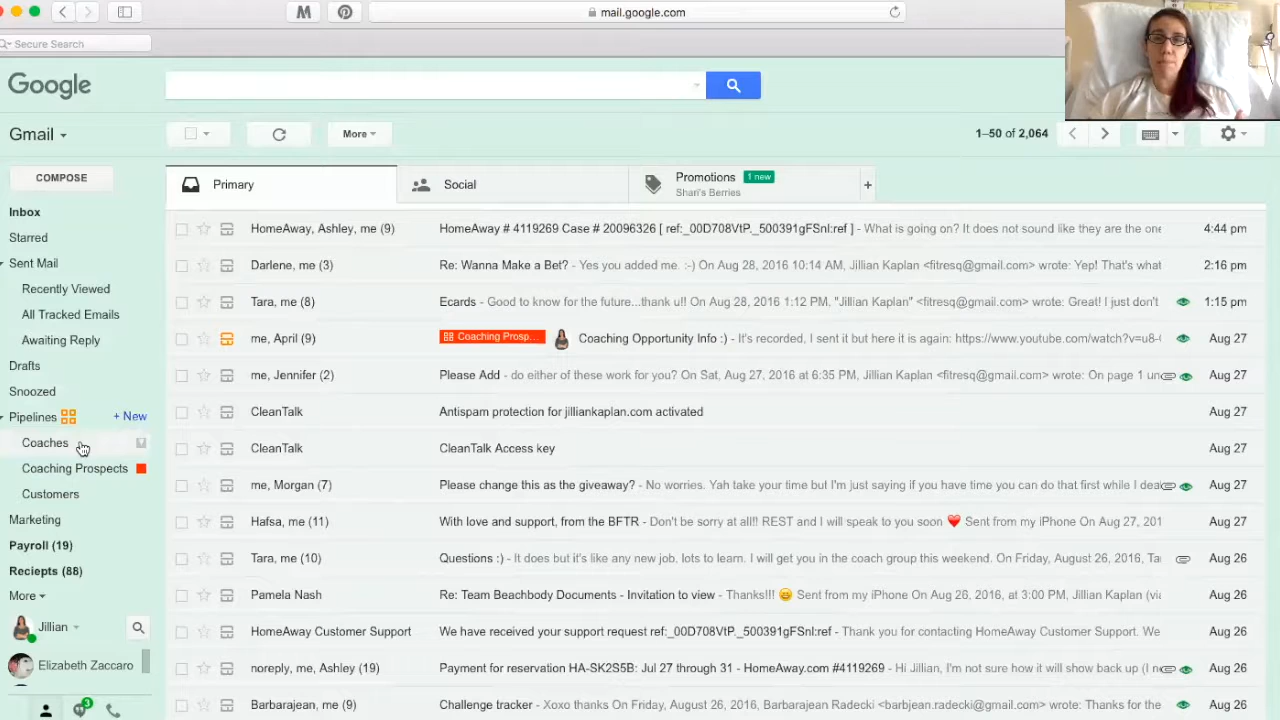 M
mail.google.com
Secure Search
Google
Gmail
More
1–50 of 2,064
COMPOSE
Primary
Social
Promotions 1 new
Shari's Berries
+
Inbox
Starred
Sent Mail
Recently Viewed
All Tracked Emails
Awaiting Reply
Drafts
Snoozed
Pipelines + New
Coaches
Coaching Prospects
Customers
Marketing
Payroll (19)
Reciepts (88)
More
Jillian
Elizabeth Zaccaro
3
HomeAway, Ashley, me (9) HomeAway # 4119269 Case # 20096326 [ ref:_00D708VtP._500391gFSnl:ref ] - What is going on? It does not sound like they are the one 4:44 pm
Darlene, me (3) Re: Wanna Make a Bet? - Yes you added me. :-) On Aug 28, 2016 10:14 AM, Jillian Kaplan <fitresq@gmail.com> wrote: Yep! That's what 2:16 pm
Tara, me (8) Ecards - Good to know for the future...thank u!! On Aug 28, 2016 1:12 PM, "Jillian Kaplan" <fitresq@gmail.com> wrote: Great! I just don't 1:15 pm
me, April (9) Coaching Prosp.. Coaching Opportunity Info :) - It's recorded, I sent it but here it is again: https://www.youtube.com/watch?v=u8- Aug 27
me, Jennifer (2) Please Add - do either of these work for you? On Sat, Aug 27, 2016 at 6:35 PM, Jillian Kaplan <fitresq@gmail.com> wrote: On page 1 un Aug 27
CleanTalk Antispam protection for jilliankaplan.com activated Aug 27
CleanTalk CleanTalk Access key Aug 27
me, Morgan (7) Please change this as the giveaway? - No worries. Yah take your time but I'm just saying if you have time you can do that first while I dea Aug 27
Hafsa, me (11) With love and support, from the BFTR - Don't be sorry at all!! REST and I will speak to you soon ❤️ Sent from my iPhone On Aug 27, 201 Aug 27
Tara, me (10) Questions :) - It does but it's like any new job. lots to learn. I will get you in the coach group this weekend. On Friday, August 26, 2016, Ta Aug 26
Pamela Nash Re: Team Beachbody Documents - Invitation to view - Thanks!!! 😊 Sent from my iPhone On Aug 26, 2016, at 3:00 PM, Jillian Kaplan (via Aug 26
HomeAway Customer Support We have received your support request ref:_00D708VtP._500391gFSnl:ref - Thank you for contacting HomeAway Customer Support. We Aug 26
noreply, me, Ashley (19) Payment for reservation HA-SK2S5B: Jul 27 through 31 - HomeAway.com #4119269 - Hi Jillian, I'm not sure how it will show back up (I n Aug 26
Barbarajean, me (9) Challenge tracker - Xoxo thanks of Sunday, August 21, 2016, Barbarajean Radecki <barbjean.radecki@gmail.com> wrote: Thanks for the Aug 26